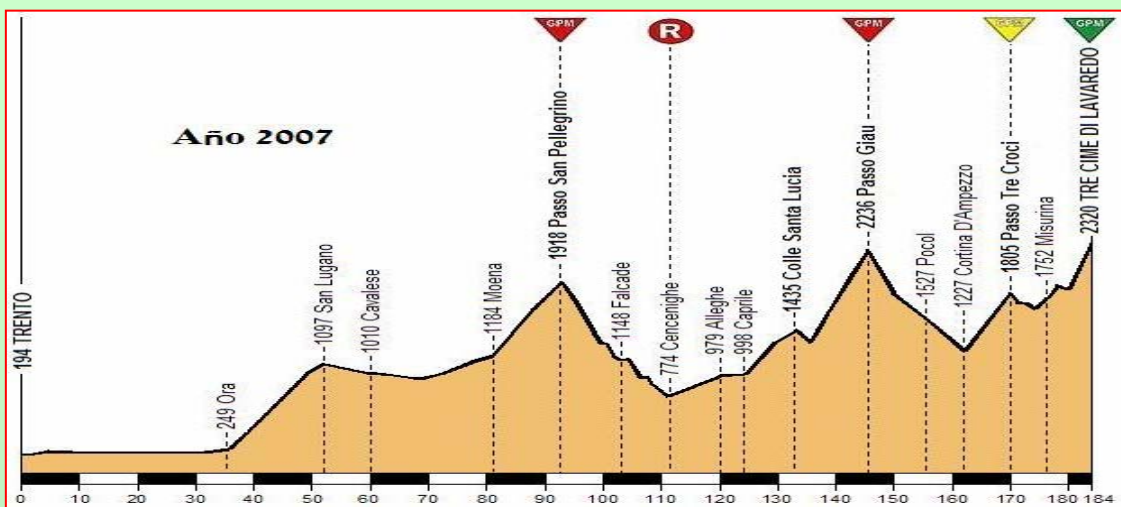 GPM
R
GPM
GPM
GPM
Año 2007
194 TRENTO
249 Ora
1097 San Lugano
1010 Cavalese
1184 Moena
1918 Passo San Pellegrino
1148 Falcade
774 Cencenighe
979 Alleghe
998 Caprile
1435 Colle Santa Lucia
2236 Passo Giau
1527 Pocol
1227 Cortina D'Ampezzo
1805 Passo Tre Croci
1752 Misurina
2320 TRE CIME DI LAVAREDO
0 10 20 30 40 50 60 70 80 90 100 110 120 130 140 150 160 170 180 184